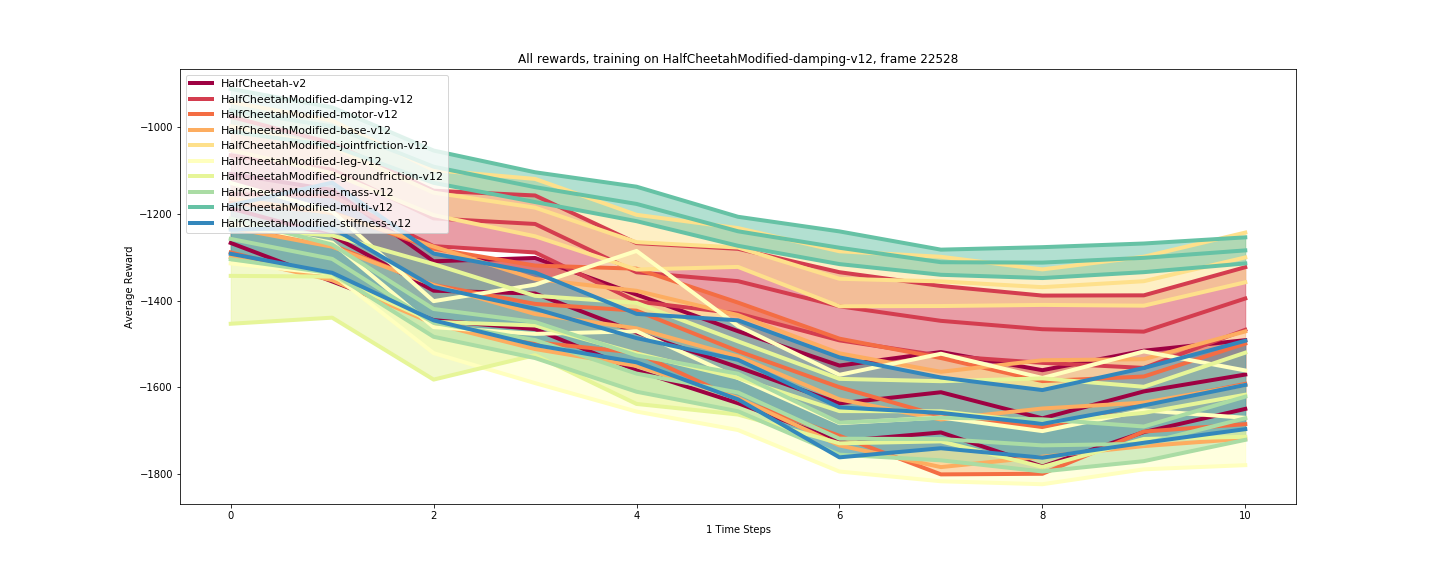 All rewards, training on HalfCheetahModified-damping-v12, frame 22528
HalfCheetah-v2
HalfCheetahModified-damping-v12
HalfCheetahModified-motor-v12
HalfCheetahModified-base-v12
HalfCheetahModified-jointfriction-v12
HalfCheetahModified-leg-v12
HalfCheetahModified-groundfriction-v12
HalfCheetahModified-mass-v12
HalfCheetahModified-multi-v12
HalfCheetahModified-stiffness-v12
Average Reward
−1000
−1200
−1400
−1600
−1800
0 2 4 6 8 10
1 Time Steps